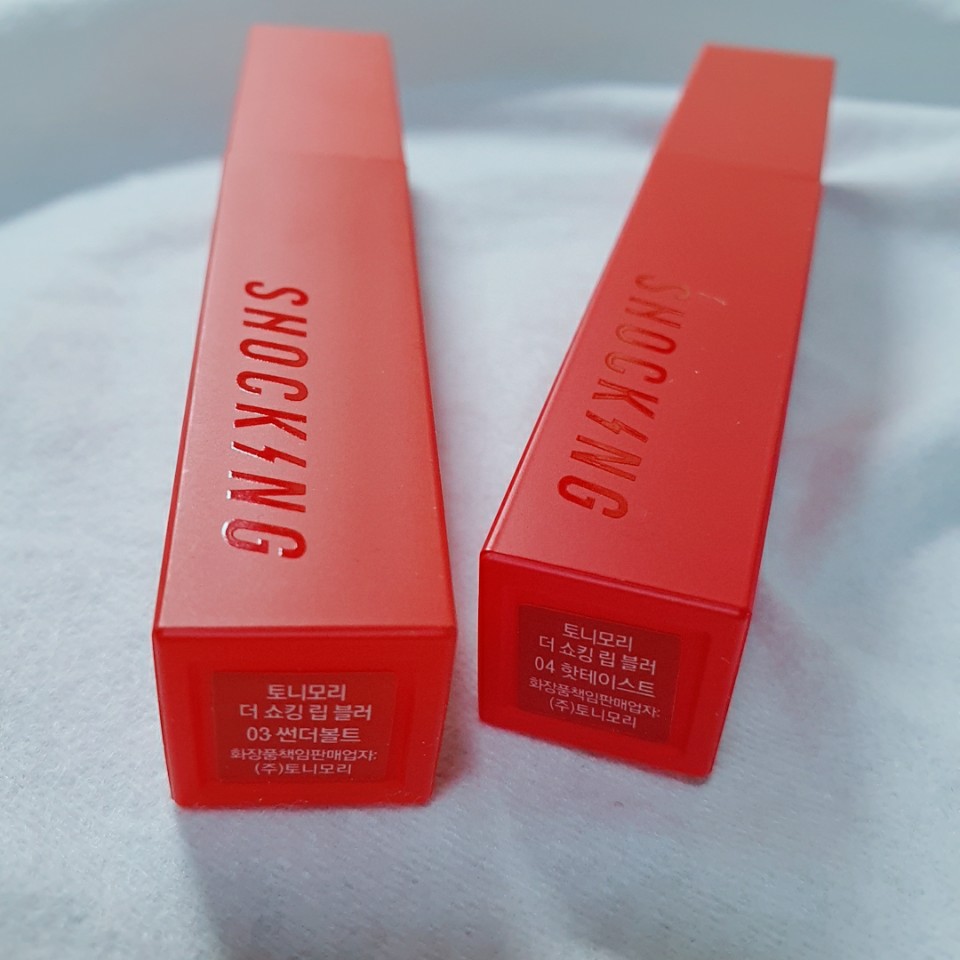 SHOCKING
토니모리
더 쇼킹 립 블러
03 썬더볼트
화장품책임판매업자:
(주)토니모리
SHOCKING
토니모리
더 쇼킹 립 블러
04 핫테이스트
화장품책임판매업자:
(주)토니모리